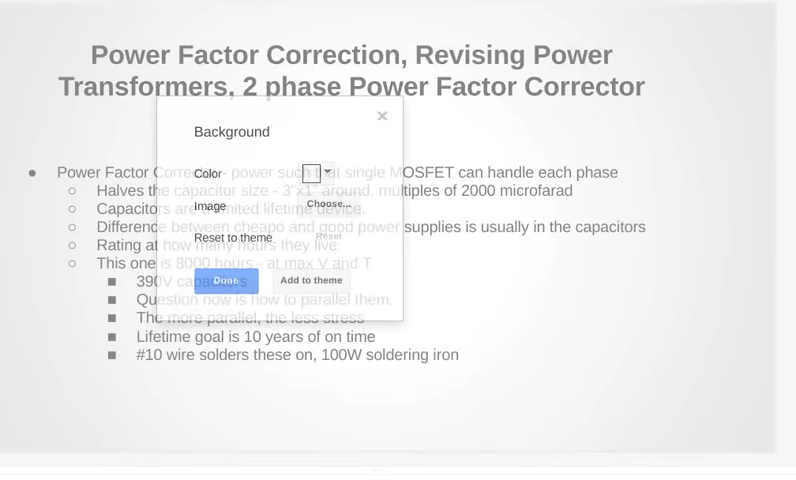 Power Factor Correction, Revising Power
Transformers, 2 phase Power Factor Corrector
×
Background
● Power Factor Correction - power such that single MOSFET can handle each phase
Color
○ Halves the capacitor size - 3"x1" around, multiples of 2000 microfarad
Image
Choose...
○ Capacitors are a limited lifetime device.
○ Difference between cheapo and good power supplies is usually in the capacitors
Reset to theme
Reset
○ Rating at how many hours they live
○ This one is 8000 hours - at max V and T
Done
Add to theme
■ 390V capacitors
■ Question now is how to parallel them.
■ The more parallel, the less stress
■ Lifetime goal is 10 years of on time
■ #10 wire solders these on, 100W soldering iron